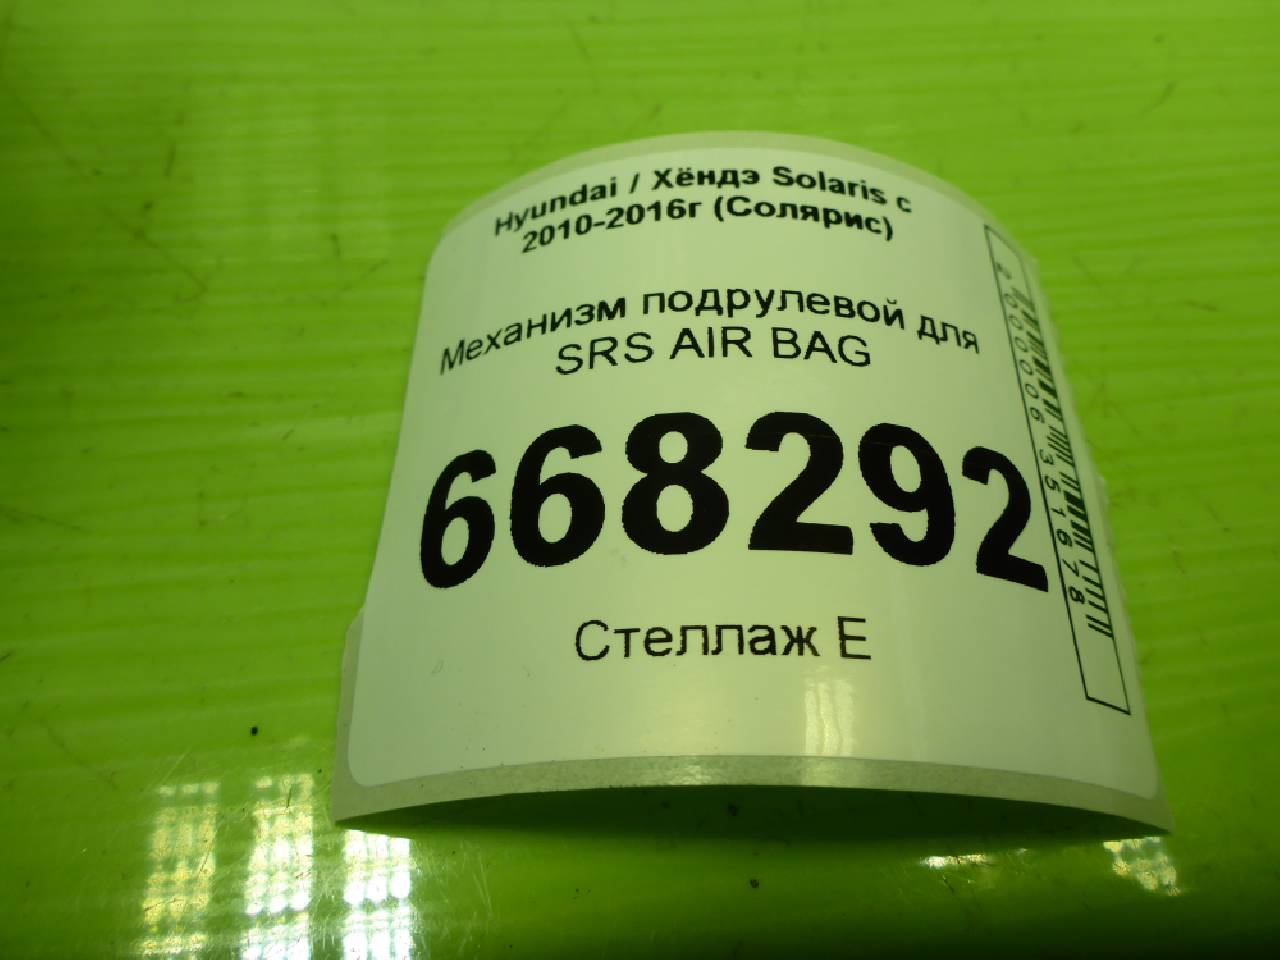 Hyundai / Хёндэ Solaris с
2010-2016г (Солярис)
Механизм подрулевой для
SRS AIR BAG
668292
Стеллаж Е
2000006351678